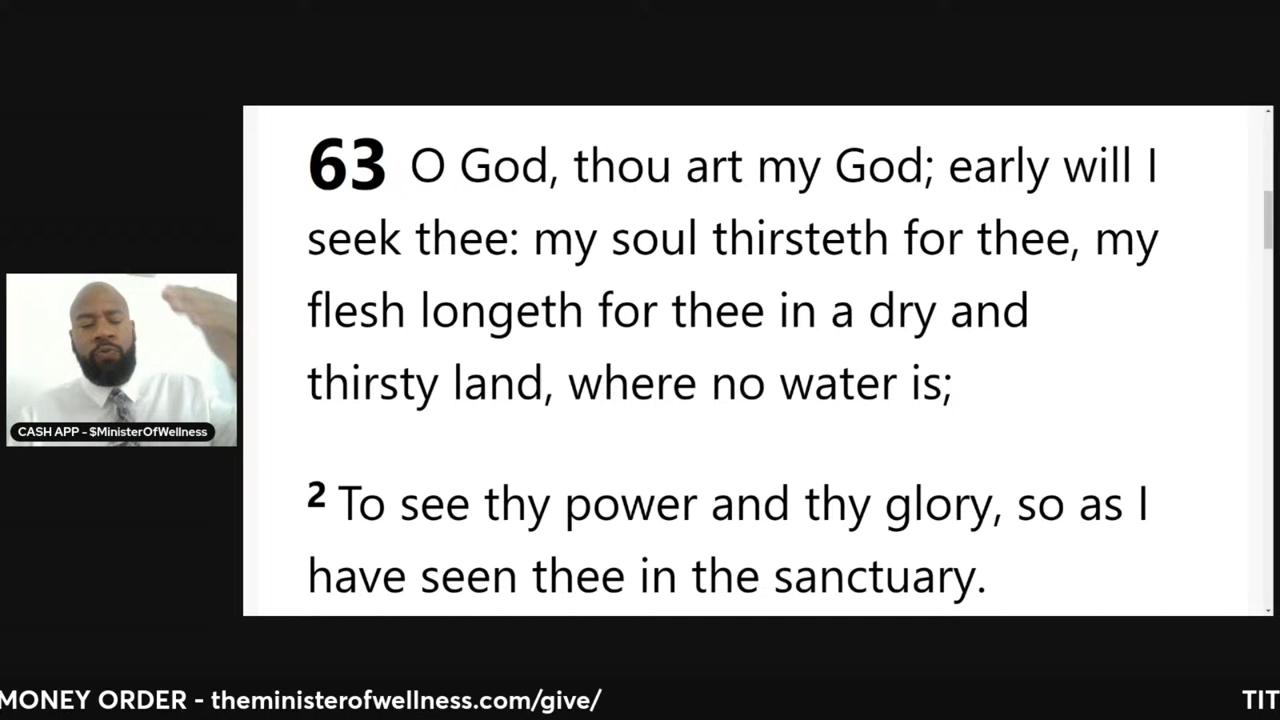 63 O God, thou art my God; early will I
seek thee: my soul thirsteth for thee, my
flesh longeth for thee in a dry and
thirsty land, where no water is;
2 To see thy power and thy glory, so as I
have seen thee in the sanctuary.
CASH APP - $MinisterOfWellness
MONEY ORDER - theministerofwellness.com/give/
TIT